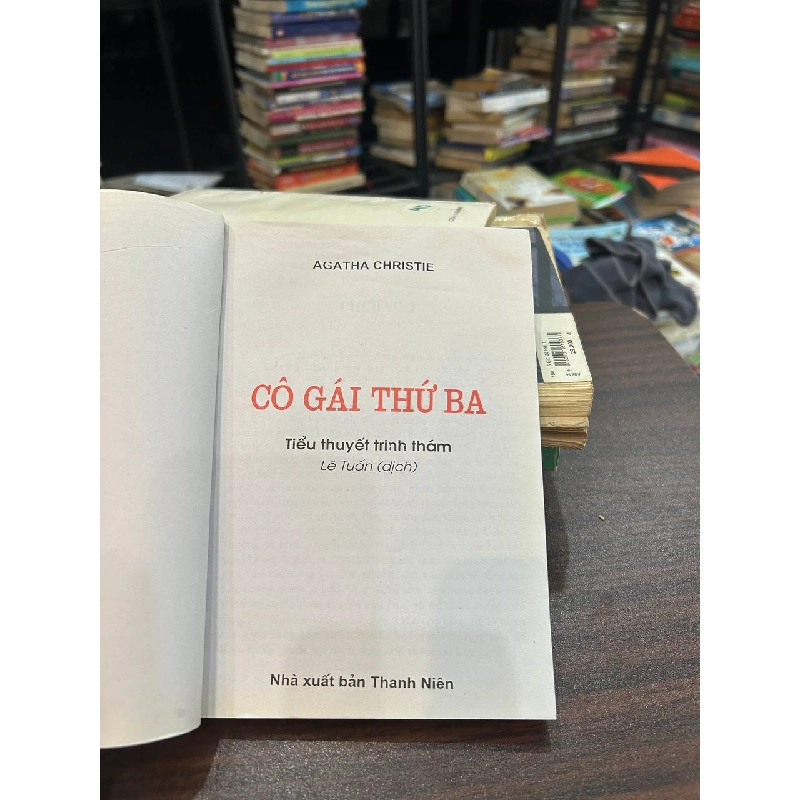 AGATHA CHRISTIE
CÔ GÁI THỨ BA
Tiểu thuyết trinh thám
Lê Tuấn (dịch)
Nhà xuất bản Thanh Niên